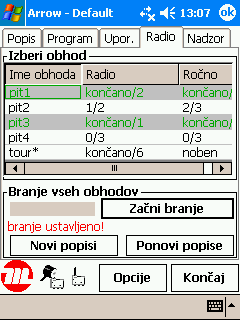 Arrow - Default 13:07 ok
Popis Program Upor. Radio Nadzor
Izberi obhod
Ime obhoda Radio Ročno
pit1 končano/2 končano/
pit2 1/2 2/3
pit3 končano/1 končano/
pit4 0/3 0/3
tour* končano/6 noben
Branje vseh obhodov
Začni branje
branje ustavljeno!
Novi popisi Ponovi popise
Opcije Končaj